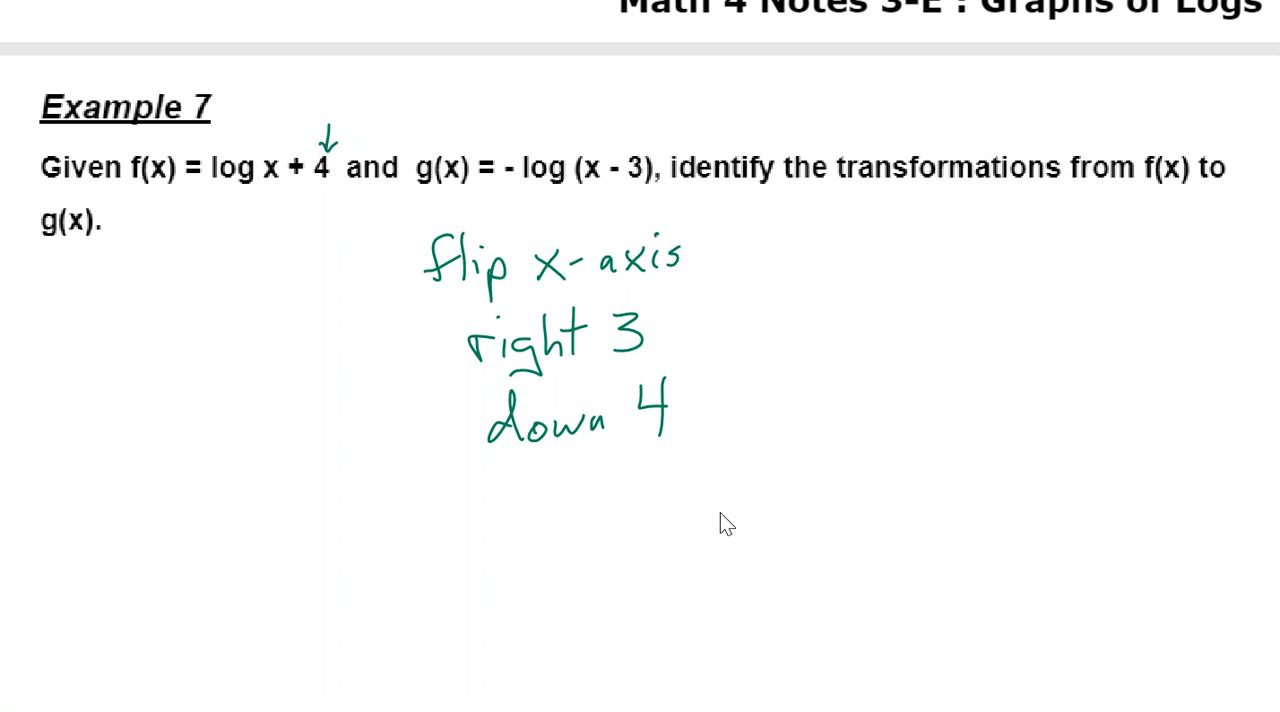 Math 4 Notes 3-E : Graphs of Logs
Example 7
Given f(x) = log x + 4 and g(x) = - log (x - 3), identify the transformations from f(x) to
g(x).
flip x-axis
right 3
down 4